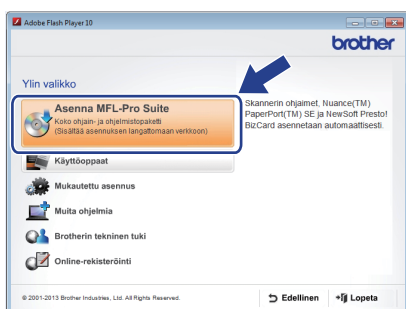 Adobe Flash Player 10
brother
Ylin valikko
Asenna MFL-Pro Suite
Koko ohjain- ja ohjelmistopaketti
(Sisältää asennuksen langattomaan verkkoon)
Skannerin ohjaimet, Nuance(TM)
PaperPort(TM) SE ja NewSoft Presto!
BizCard asennetaan automaattisesti.
Käyttöoppaat
Mukautettu asennus
Muita ohjelmia
Brotherin tekninen tuki
Online-rekisteröinti
© 2001-2013 Brother Industries, Ltd. All Rights Reserved.
Edellinen
Lopeta